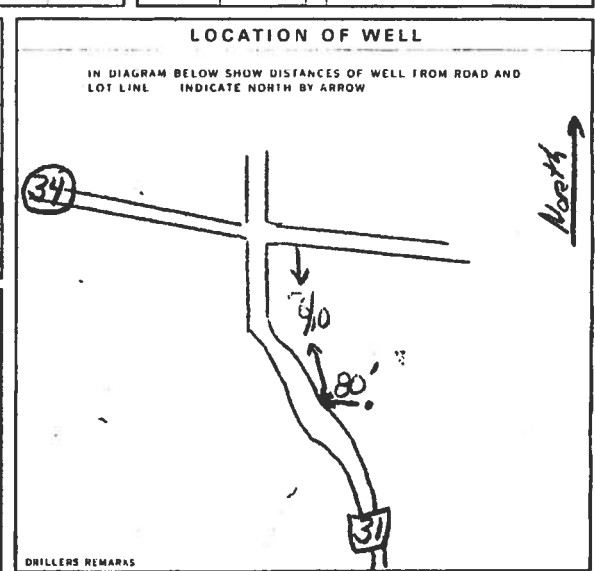 LOCATION OF WELL
IN DIAGRAM BELOW SHOW DISTANCES OF WELL FROM ROAD AND
LOT LINE INDICATE NORTH BY ARROW
North
34
80'
31
DRILLERS REMARKS